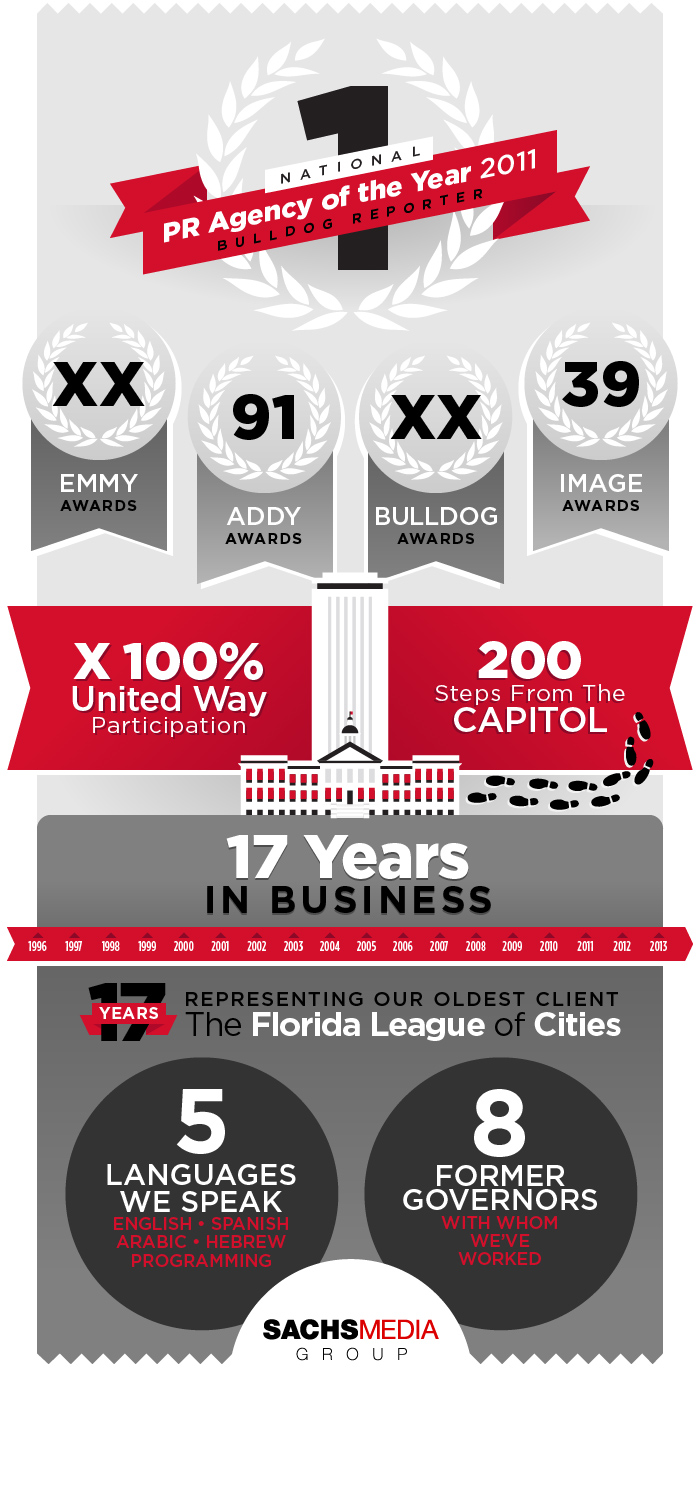 1
NATIONAL
PR Agency of the Year 2011
BULLDOG REPORTER
XX
EMMY
AWARDS
91
ADDY
AWARDS
XX
BULLDOG
AWARDS
39
IMAGE
AWARDS
X 100%
United Way
Participation
200
Steps From The
CAPITOL
17 Years
IN BUSINESS
1996 1997 1998 1999 2000 2001 2002 2003 2004 2005 2006 2007 2008 2009 2010 2011 2012 2013
17
YEARS
REPRESENTING OUR OLDEST CLIENT
The Florida League of Cities
5
LANGUAGES
WE SPEAK
ENGLISH • SPANISH
ARABIC • HEBREW
PROGRAMMING
8
FORMER
GOVERNORS
WITH WHOM
WE'VE
WORKED
SACHSMEDIA
GROUP